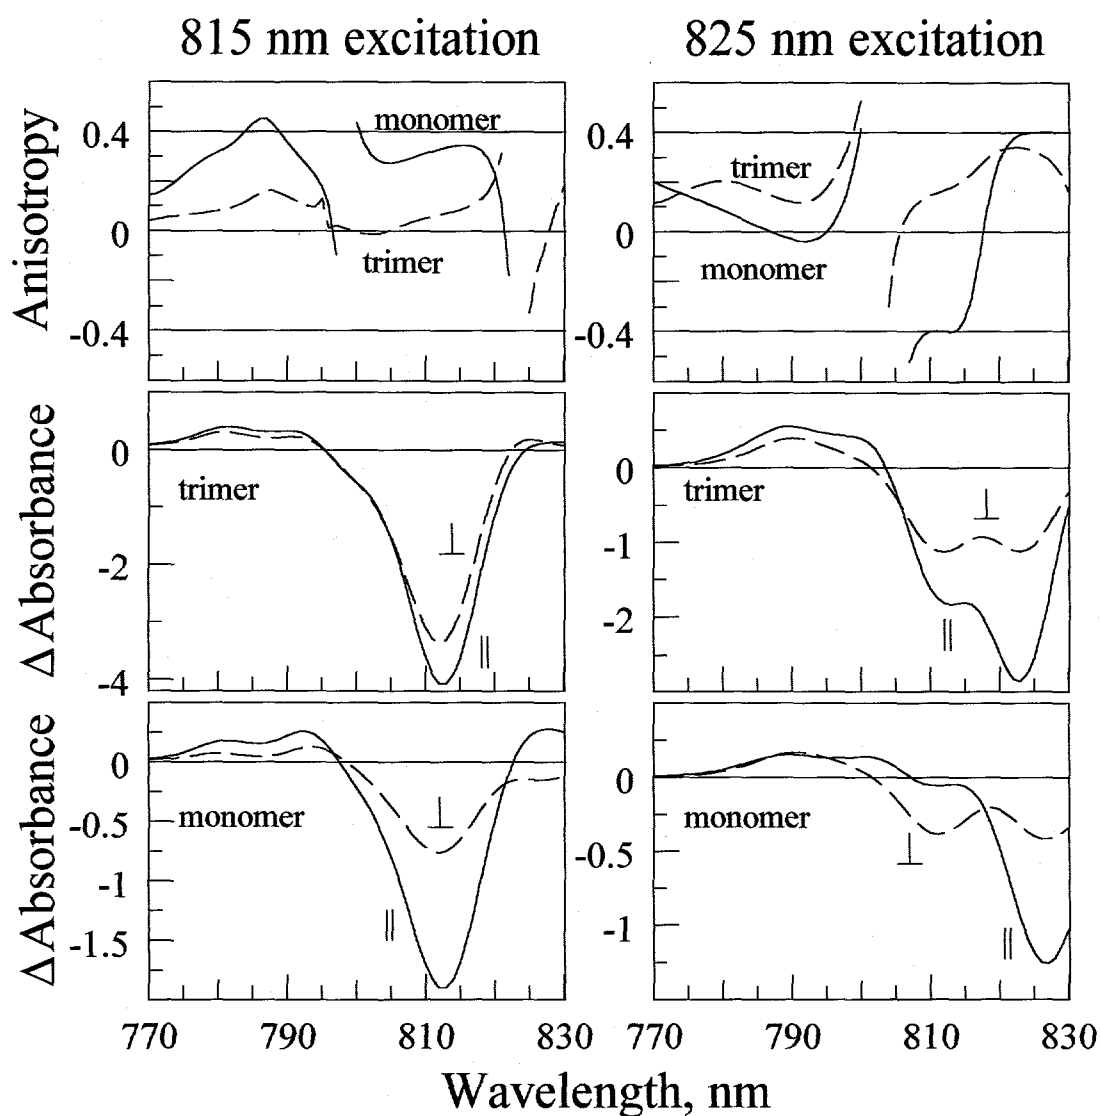 815 nm excitation 825 nm excitation
Anisotropy
0.4
0
-0.4
monomer
trimer
0.4
0
-0.4
trimer
monomer
Δ Absorbance
0
-2
-4
trimer
⊥
||
0
-1
-2
trimer
⊥
||
Δ Absorbance
0
-0.5
-1
-1.5
monomer
⊥
||
0
-0.5
-1
monomer
⊥
||
770 790 810 830 770 790 810 830
Wavelength, nm